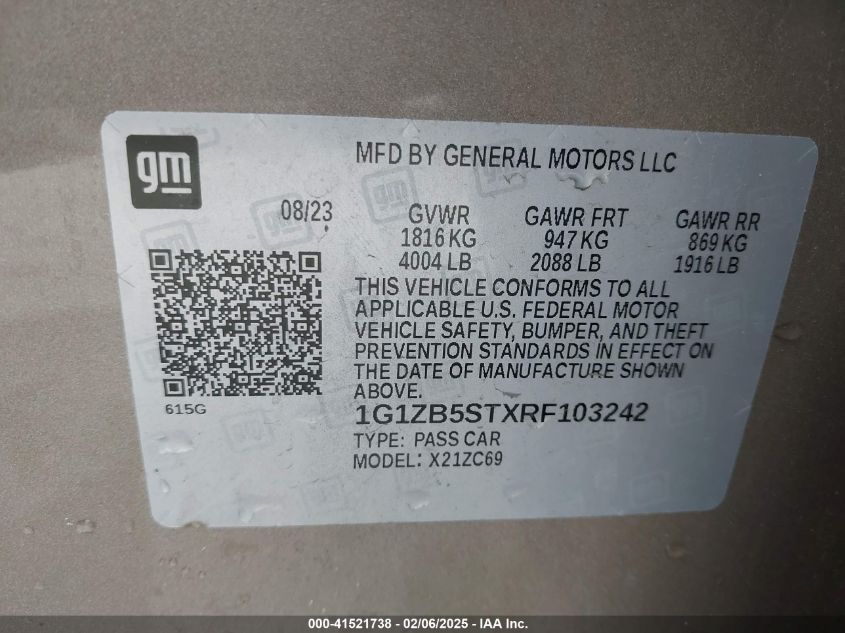 gm
MFD BY GENERAL MOTORS LLC
08/23
GVWR GAWR FRT GAWR RR
1816 KG 947 KG 869 KG
4004 LB 2088 LB 1916 LB
THIS VEHICLE CONFORMS TO ALL
APPLICABLE U.S. FEDERAL MOTOR
VEHICLE SAFETY, BUMPER, AND THEFT
PREVENTION STANDARDS IN EFFECT ON
THE DATE OF MANUFACTURE SHOWN
ABOVE.
615G
1G1ZB5STXRF103242
TYPE: PASS CAR
MODEL: X21ZC69
000-41521738 - 02/06/2025 - IAA Inc.